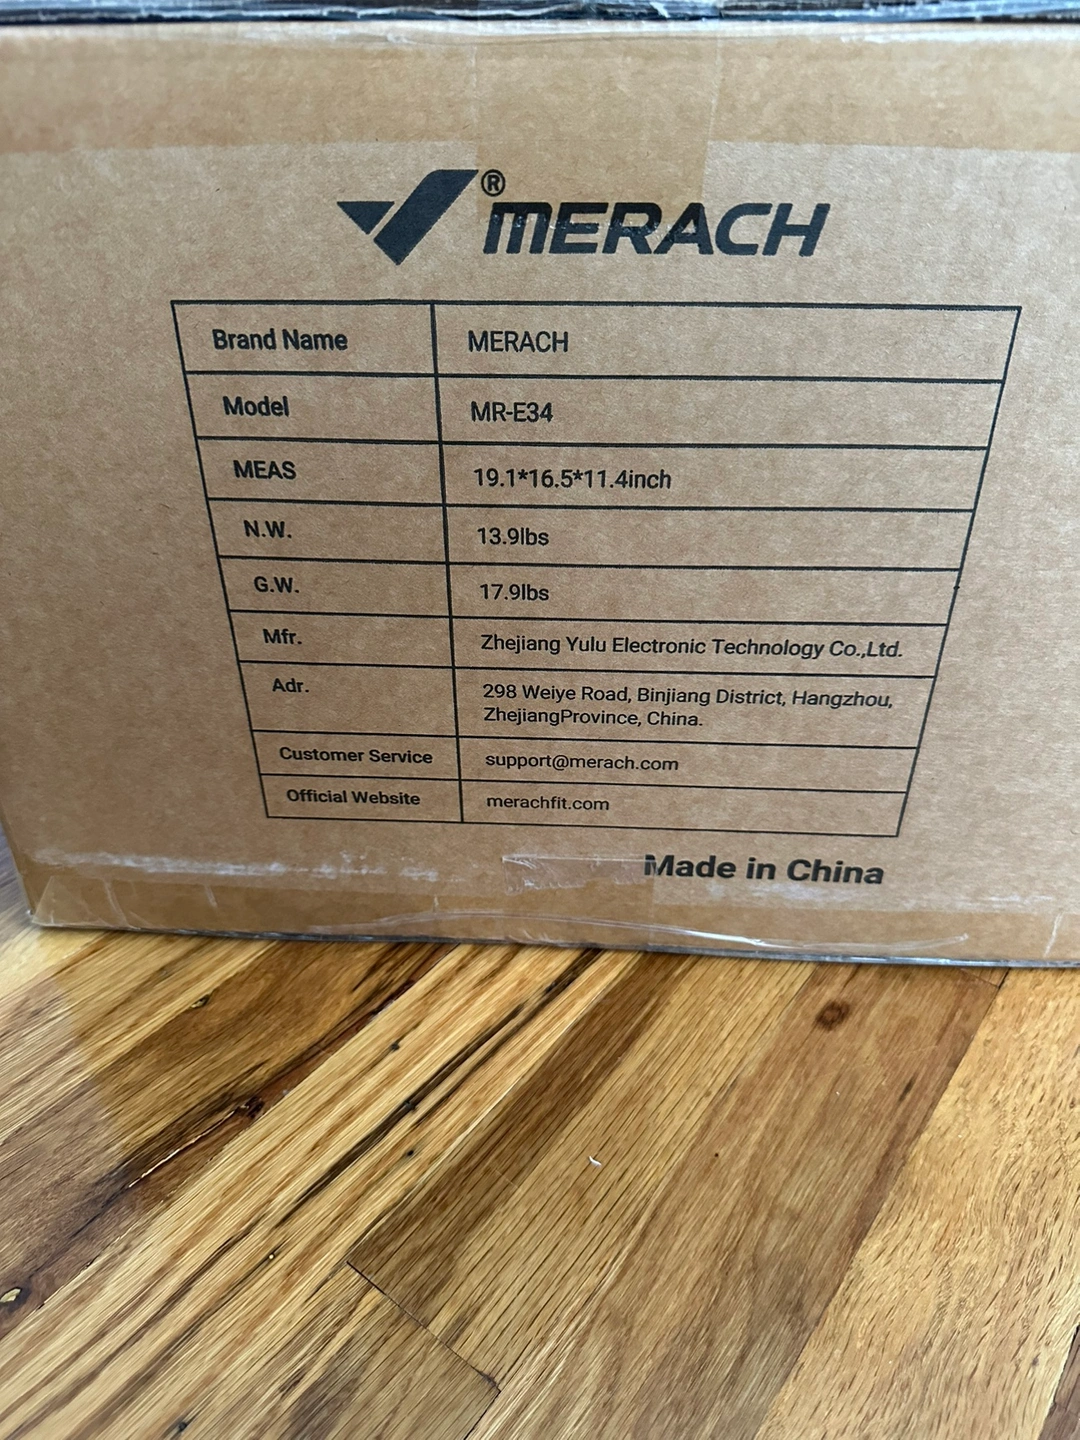 ® MERACH
Brand Name MERACH
Model MR-E34
MEAS 19.1*16.5*11.4inch
N.W. 13.9lbs
G.W. 17.9lbs
Mfr. Zhejiang Yulu Electronic Technology Co.,Ltd.
Adr. 298 Weiye Road, Binjiang District, Hangzhou,
ZhejiangProvince, China.
Customer Service support@merach.com
Official Website merachfit.com
Made in China